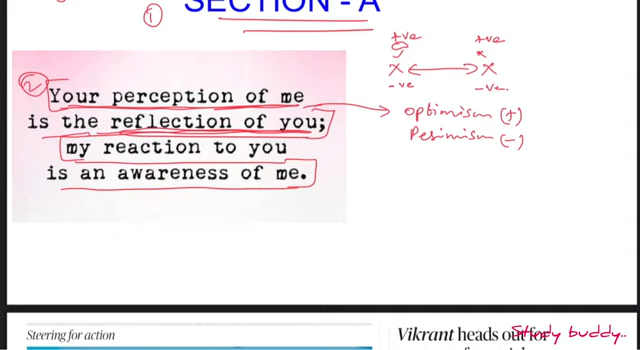 ① SECTION - A
+ve +ve
② Your perception of me
is the reflection of you;
my reaction to you
is an awareness of me.
x x
x
-ve -ve.
optimism (+)
Pesimism (-)
Steering for action
Vikrant heads out for
Study buddy..